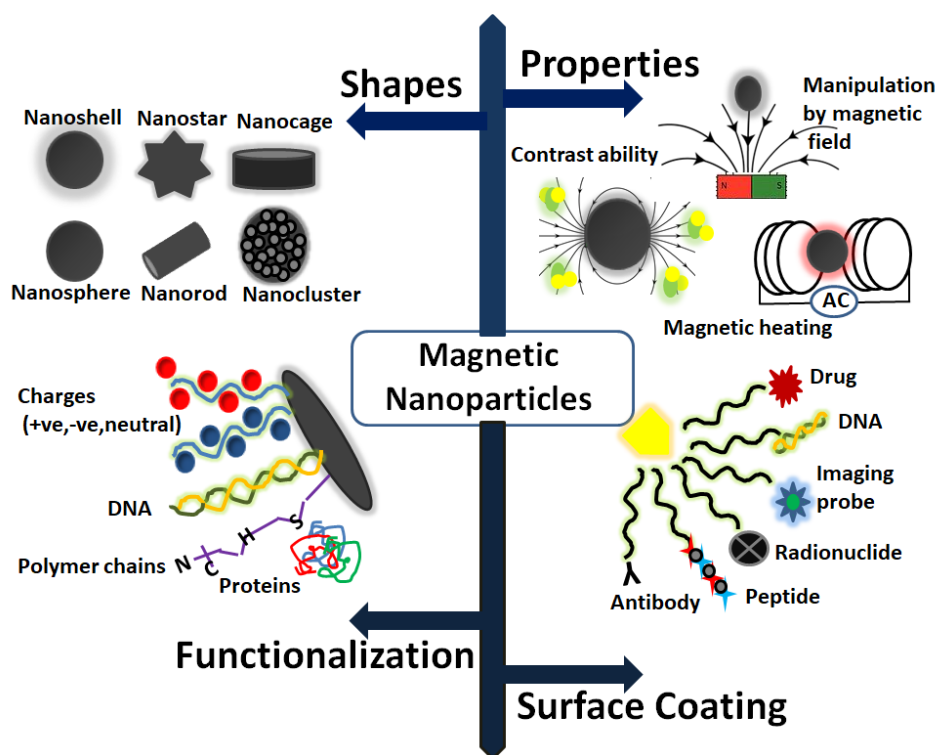 Shapes
Nanoshell
Nanostar
Nanocage
Nanosphere
Nanorod
Nanocluster
Properties
Manipulation
by magnetic
field
N
S
Contrast ability
AC
Magnetic heating
Magnetic
Nanoparticles
Charges
(+ve,-ve,neutral)
DNA
Polymer chains
N
C
H
S
Proteins
Functionalization
Drug
DNA
Imaging
probe
Radionuclide
Peptide
Antibody
Surface Coating